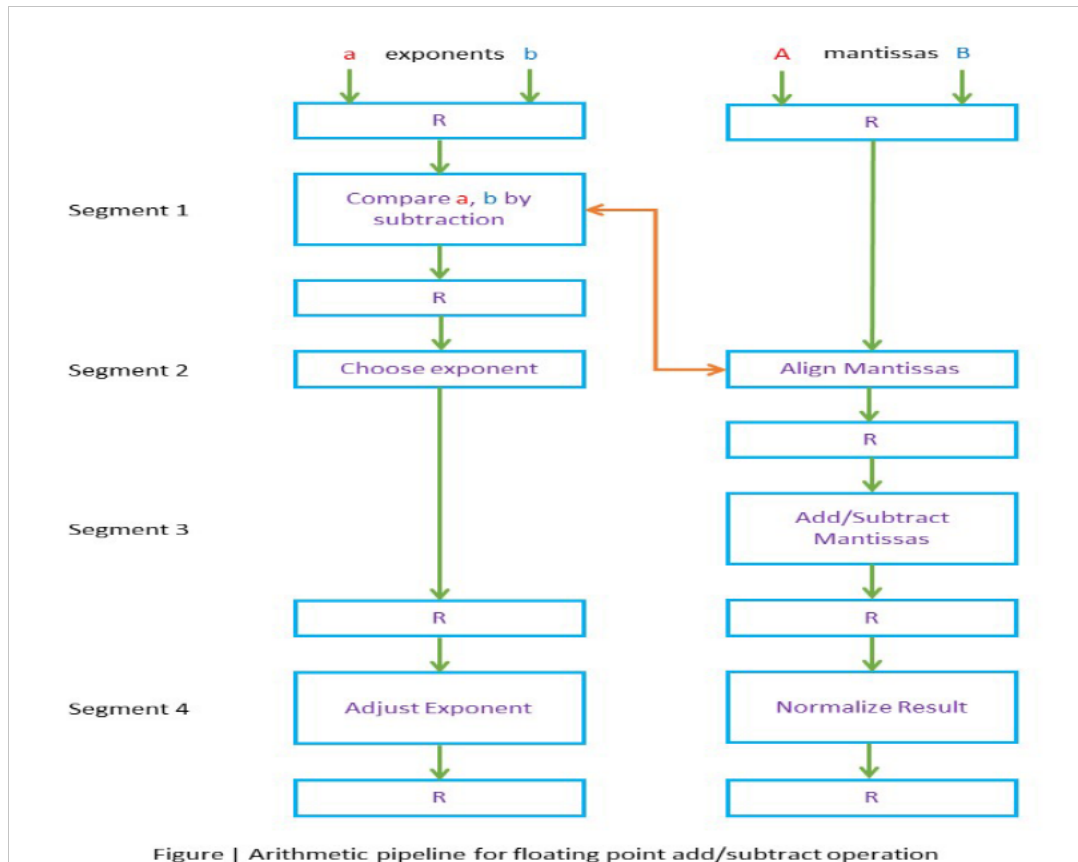 a exponents b
A mantissas B
R
R
Segment 1
Compare a, b by
subtraction
R
Segment 2
Choose exponent
Align Mantissas
R
Segment 3
Add/Subtract
Mantissas
R
R
Segment 4
Adjust Exponent
Normalize Result
R
R
Figure | Arithmetic pipeline for floating point add/subtract operation